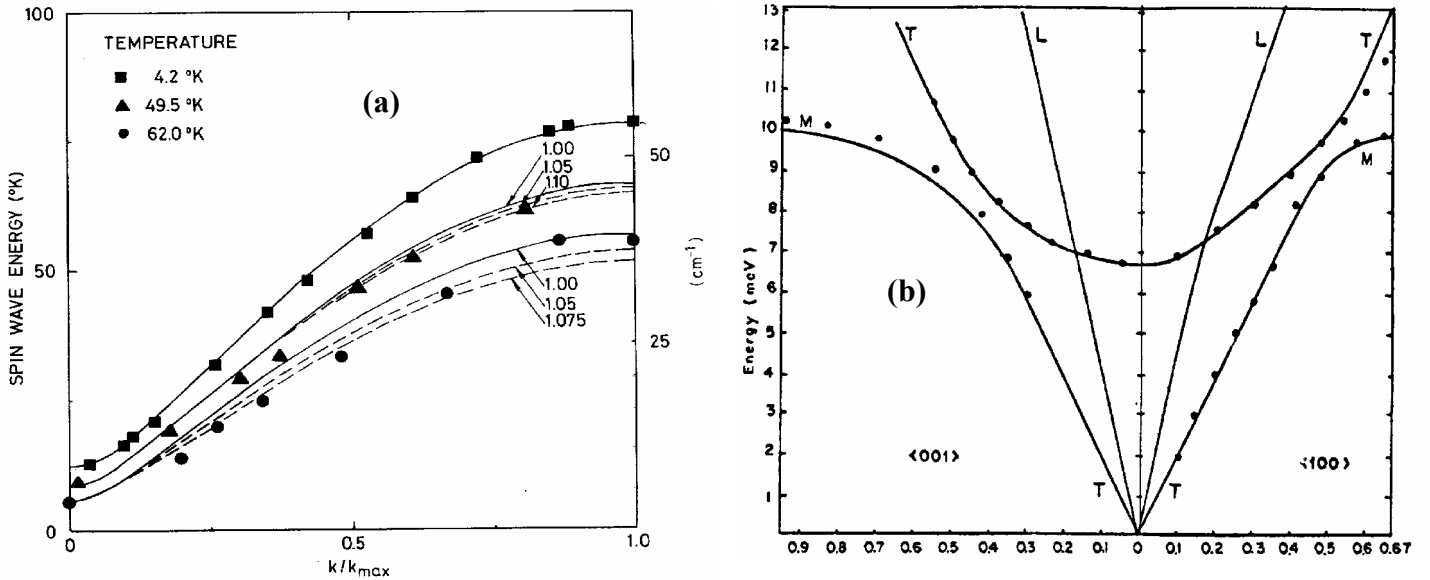 100
TEMPERATURE
4.2 °K
49.5 °K
62.0 °K
(a)
50
0
SPIN WAVE ENERGY (°K)
1.00
1.05
1.10
1.00
1.05
1.075
50
25
(cm⁻¹)
0
0.5
1.0
k/kmax
13
12
11
10
9
8
7
6
5
4
3
2
1
Energy (meV)
T
L
L
T
M
M
(b)
<001>
<100>
T
T
0.9 0.8 0.7 0.6 0.5 0.4 0.3 0.2 0.1 0 0.1 0.2 0.3 0.4 0.5 0.6 0.67